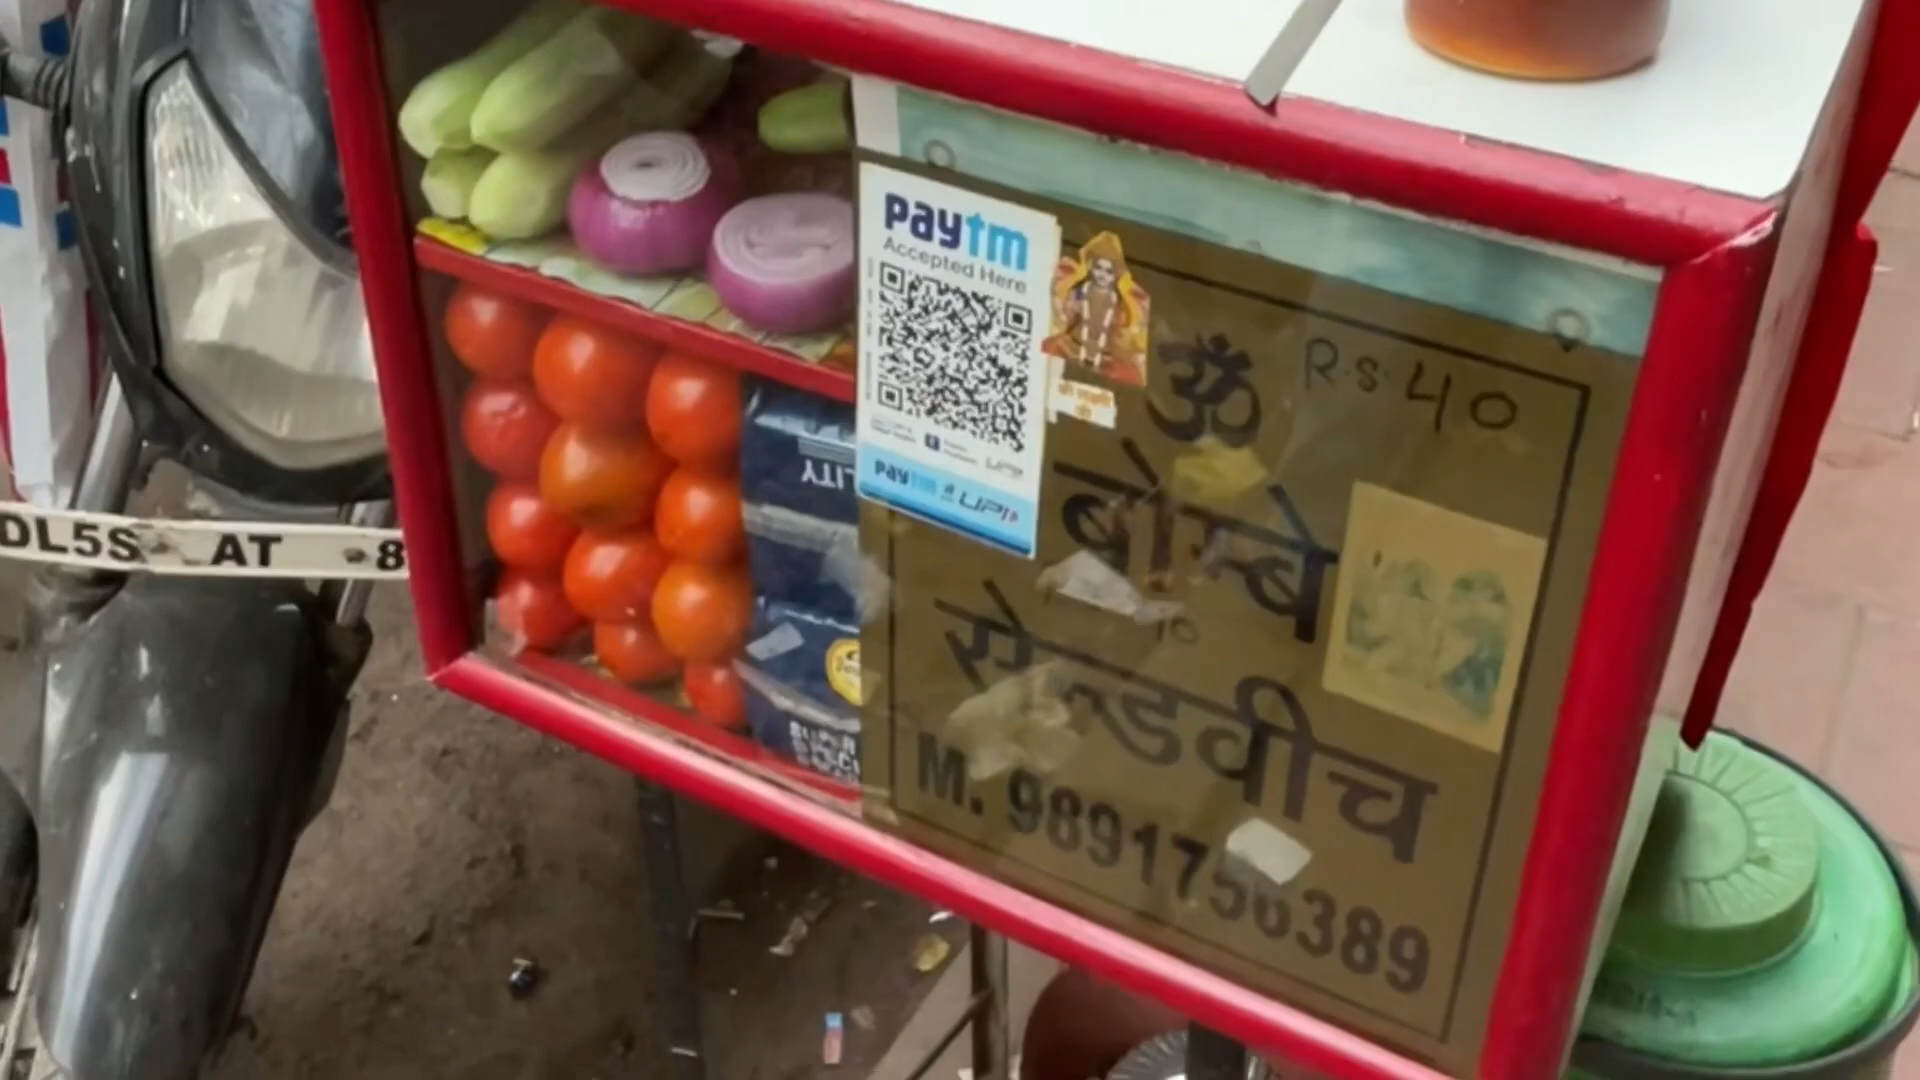 paytm
Accepted Here
paytm UPI
ॐ
RS 40
बोम्बे
सेन्डवीच
M. 9891756389
DL5S AT 8